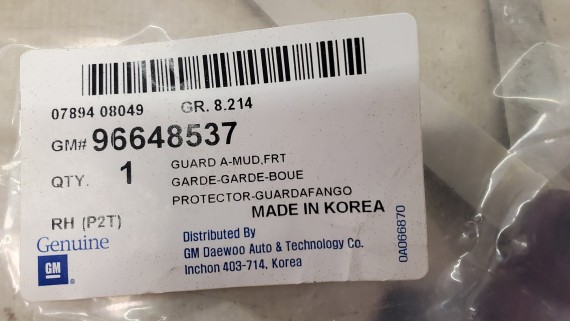 07894 08049 GR. 8.214
GM# 96648537
QTY. 1 GUARD A-MUD,FRT
GARDE-GARDE-BOUE
PROTECTOR-GUARDAFANGO
RH (P2T) MADE IN KOREA
Genuine
GM
Distributed By
GM Daewoo Auto & Technology Co.
Inchon 403-714, Korea
0A066870